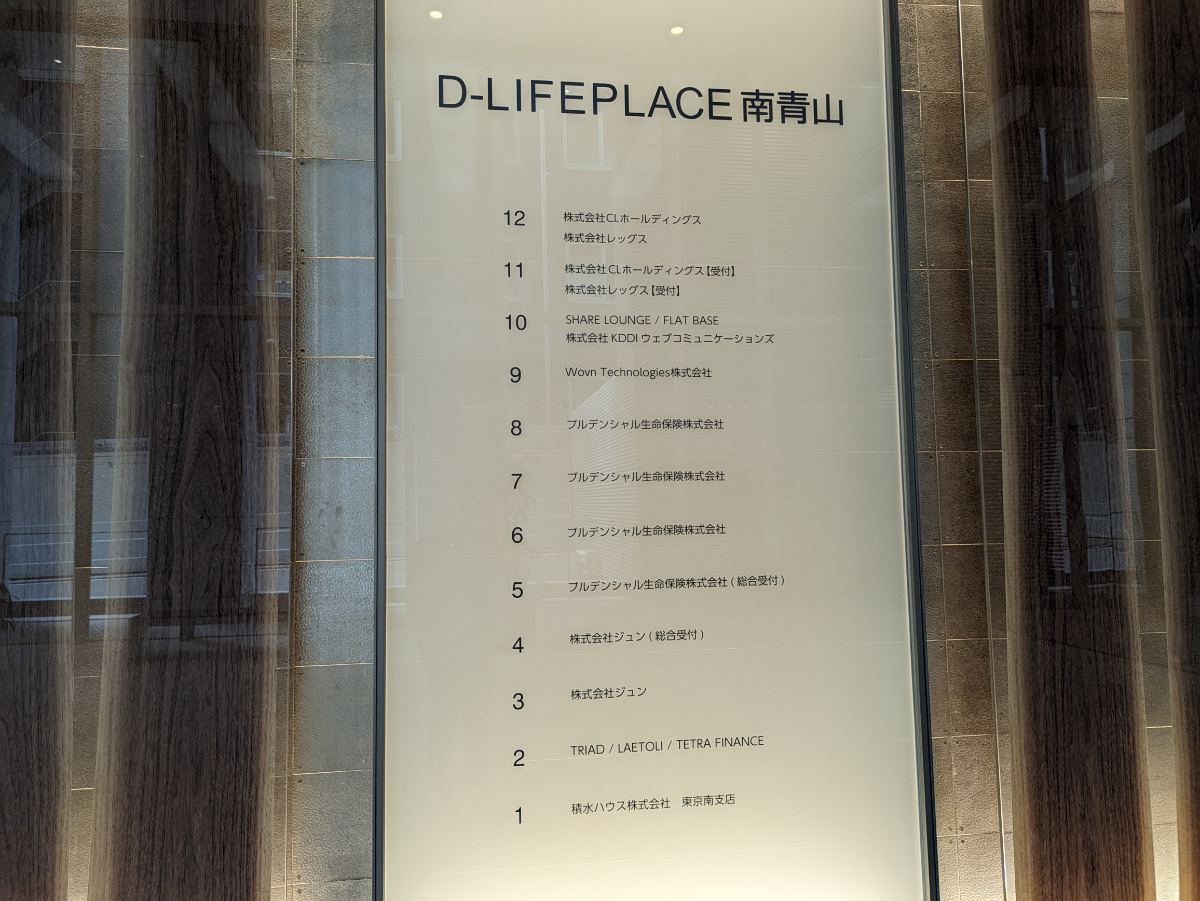 D-LIFEPLACE 南青山
12 株式会社CLホールディングス
株式会社レッグス
11 株式会社CLホールディングス【受付】
株式会社レッグス【受付】
10 SHARE LOUNGE / FLAT BASE
株式会社 KDDI ウェブコミュニケーションズ
9 Wovn Technologies株式会社
8 プルデンシャル生命保険株式会社
7 プルデンシャル生命保険株式会社
6 プルデンシャル生命保険株式会社
5 プルデンシャル生命保険株式会社 ( 総合受付 )
4 株式会社ジュン ( 総合受付 )
3 株式会社ジュン
2 TRIAD / LAETOLI / TETRA FINANCE
1 積水ハウス株式会社 東京南支店